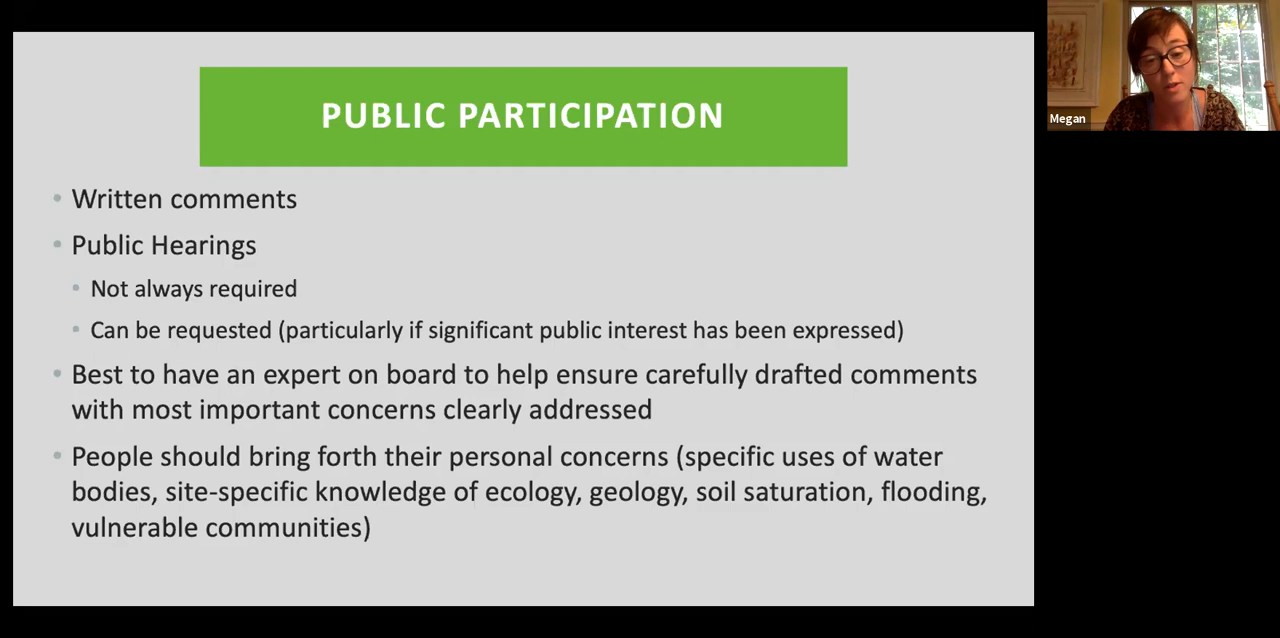 PUBLIC PARTICIPATION
• Written comments
• Public Hearings
• Not always required
• Can be requested (particularly if significant public interest has been expressed)
• Best to have an expert on board to help ensure carefully drafted comments
with most important concerns clearly addressed
• People should bring forth their personal concerns (specific uses of water
bodies, site-specific knowledge of ecology, geology, soil saturation, flooding,
vulnerable communities)
Megan